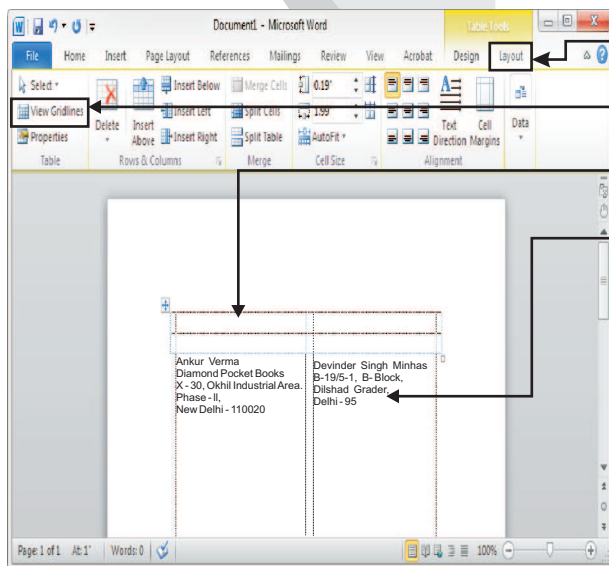 Document1 - Microsoft Word
Table Tools
File Home Insert Page Layout References Mailings Review View Acrobat Design Layout
Select
View Gridlines
Properties
Table
Delete
Insert Above
Insert Below
Insert Left
Insert Right
Rows & Columns
Merge Cells
Split Cells
Split Table
Merge
0.19"
1.99"
AutoFit
Cell Size
Text Direction
Cell Margins
Alignment
Data
Ankur Verma
Diamond Pocket Books
X - 30, Okhil Industrial Area.
Phase - II,
New Delhi - 110020
Devinder Singh Minhas
B-19/5-1, B- Block,
Dilshad Grader,
Delhi - 95
Page: 1 of 1 At: 1" Words: 0 100%